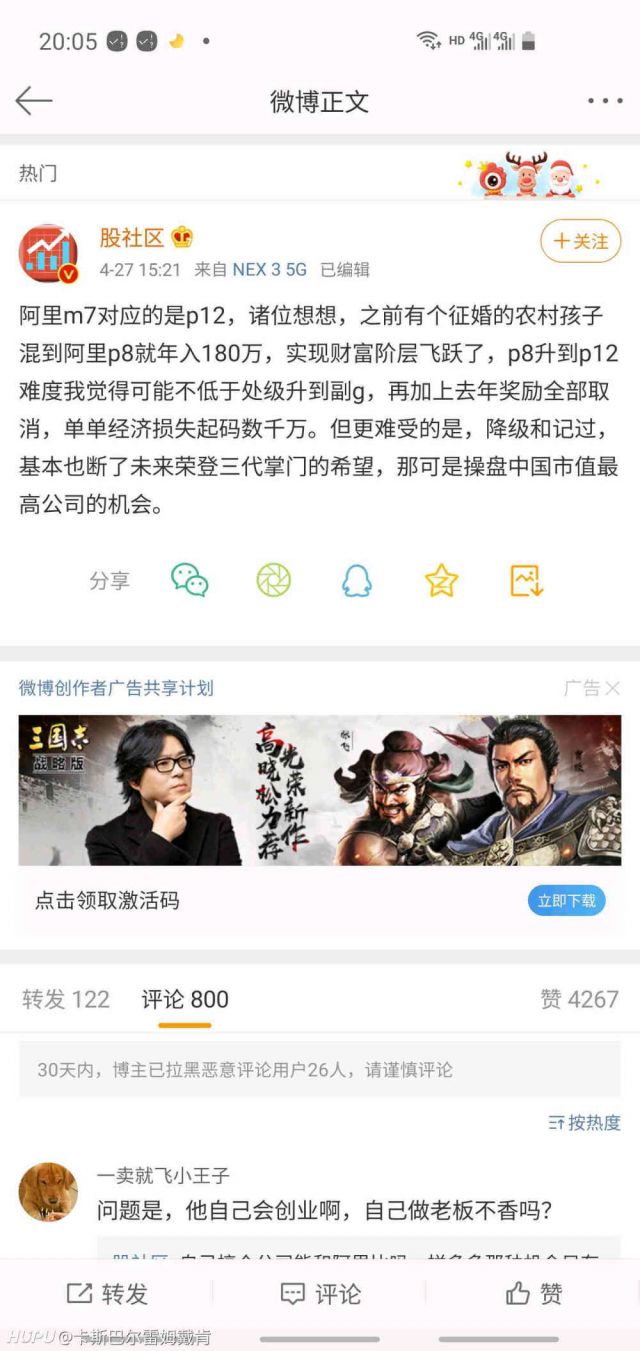 20:05
HD 4G 4G
微博正文
热门
股社区
4-27 15:21 来自 NEX 3 5G 已编辑
+关注
阿里m7对应的是p12，诸位想想，之前有个征婚的农村孩子
混到阿里p8就年入180万，实现财富阶层飞跃了，p8升到p12
难度我觉得可能不低于处级升到副g，再加上去年奖励全部取
消，单单经济损失起码数千万。但更难受的是，降级和记过，
基本也断了未来荣登三代掌门的希望，那可是操盘中国市值最
高公司的机会。
分享
微博创作者广告共享计划
广告
三国志
战略版
高晓松力荐
光荣新作
张飞
点击领取激活码
立即下载
转发 122 评论 800 赞 4267
30天内，博主已拉黑恶意评论用户26人，请谨慎评论
按热度
一卖就飞小王子
问题是，他自己会创业啊，自己做老板不香吗？
转发 评论 赞
HUPU@卡斯巴尔雷姆戴肯